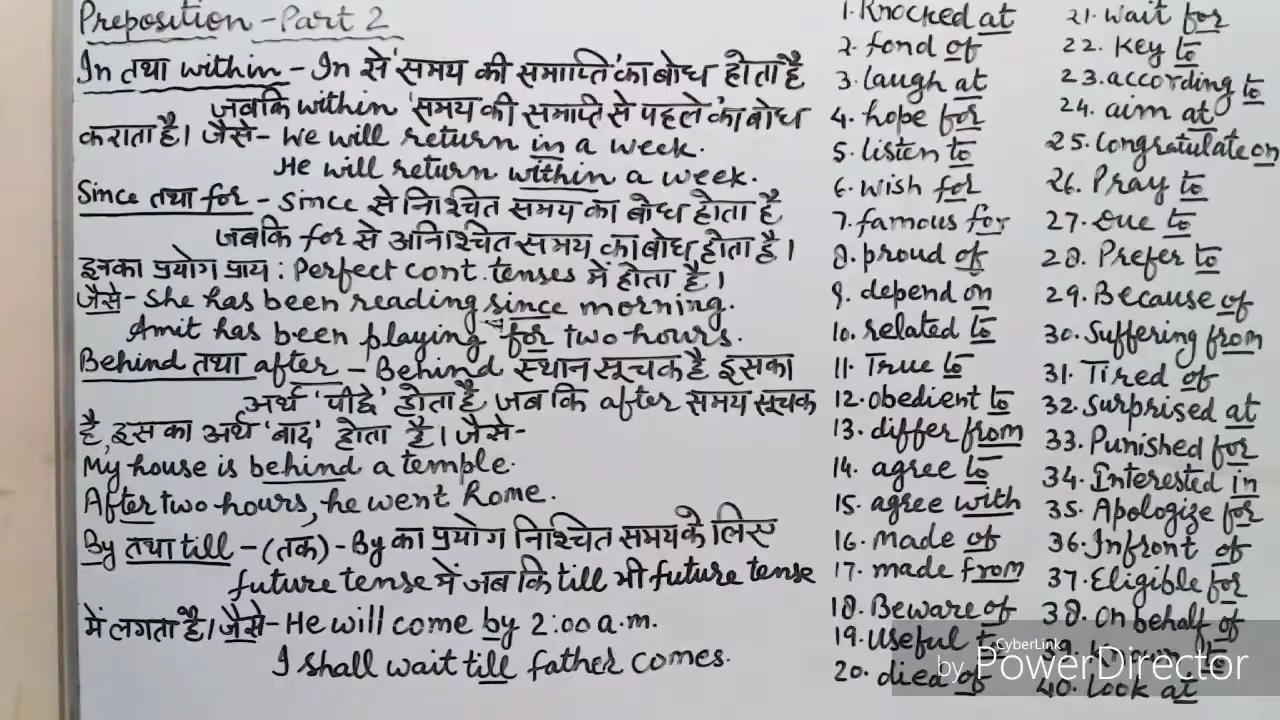 Preposition - Part 2
In तथा within - In से 'समय की समाप्ति' का बोध होता है
जबकि within 'समय की समाप्ति से पहले' का बोध
कराता है। जैसे - We will return in a week.
He will return within a week.
Since तथा for - Since से निश्चित समय का बोध होता है
जबकि for से अनिश्चित समय का बोध होता है।
इनका प्रयोग प्राय: Perfect cont. tenses में होता है।
जैसे - She has been reading since morning.
Amit has been playing for two hours.
Behind तथा after - Behind स्थान सूचक है इसका
अर्थ 'पीछे' होता है जबकि after समय सूचक
है, इसका अर्थ 'बाद' होता है। जैसे -
My house is behind a temple.
After two hours, he went home.
By तथा till - (तक) - By का प्रयोग निश्चित समय के लिए
future tense में जबकि till भी future tense
में लगता है। जैसे - He will come by 2:00 a.m.
I shall wait till father comes.
1. Knocked at
2. fond of
3. laugh at
4. hope for
5. listen to
6. wish for
7. famous for
8. proud of
9. depend on
10. related to
11. True to
12. obedient to
13. differ from
14. agree to
15. agree with
16. made of
17. made from
18. Beware of
19. useful to
20. died of
21. wait for
22. Key to
23. according to
24. aim at
25. Congratulate on
26. Pray to
27. Due to
28. Prefer to
29. Because of
30. Suffering from
31. Tired of
32. Surprised at
33. Punished for
34. Interested in
35. Apologize for
36. Infront of
37. Eligible for
38. On behalf of
39. Known to
40. Look at
CyberLink
by PowerDirector